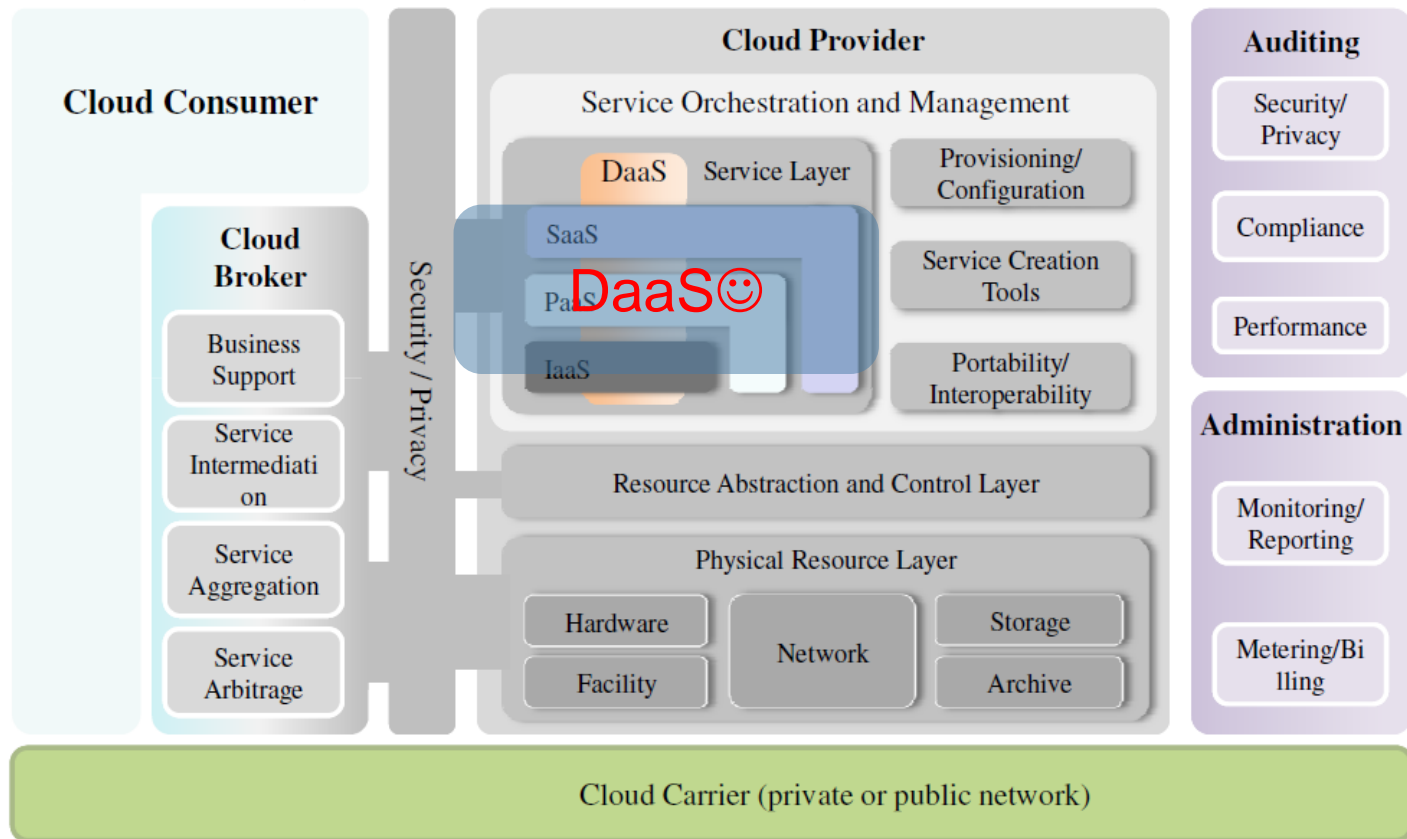 Cloud Consumer
Cloud
Broker
Business
Support
Service
Intermediati
on
Service
Aggregation
Service
Arbitrage
Security / Privacy
Cloud Provider
Service Orchestration and Management
DaaS
Service Layer
SaaS
PaaS
DaaS☺
IaaS
Provisioning/
Configuration
Service Creation
Tools
Portability/
Interoperability
Resource Abstraction and Control Layer
Physical Resource Layer
Hardware
Facility
Network
Storage
Archive
Auditing
Security/
Privacy
Compliance
Performance
Administration
Monitoring/
Reporting
Metering/Bi
lling
Cloud Carrier (private or public network)